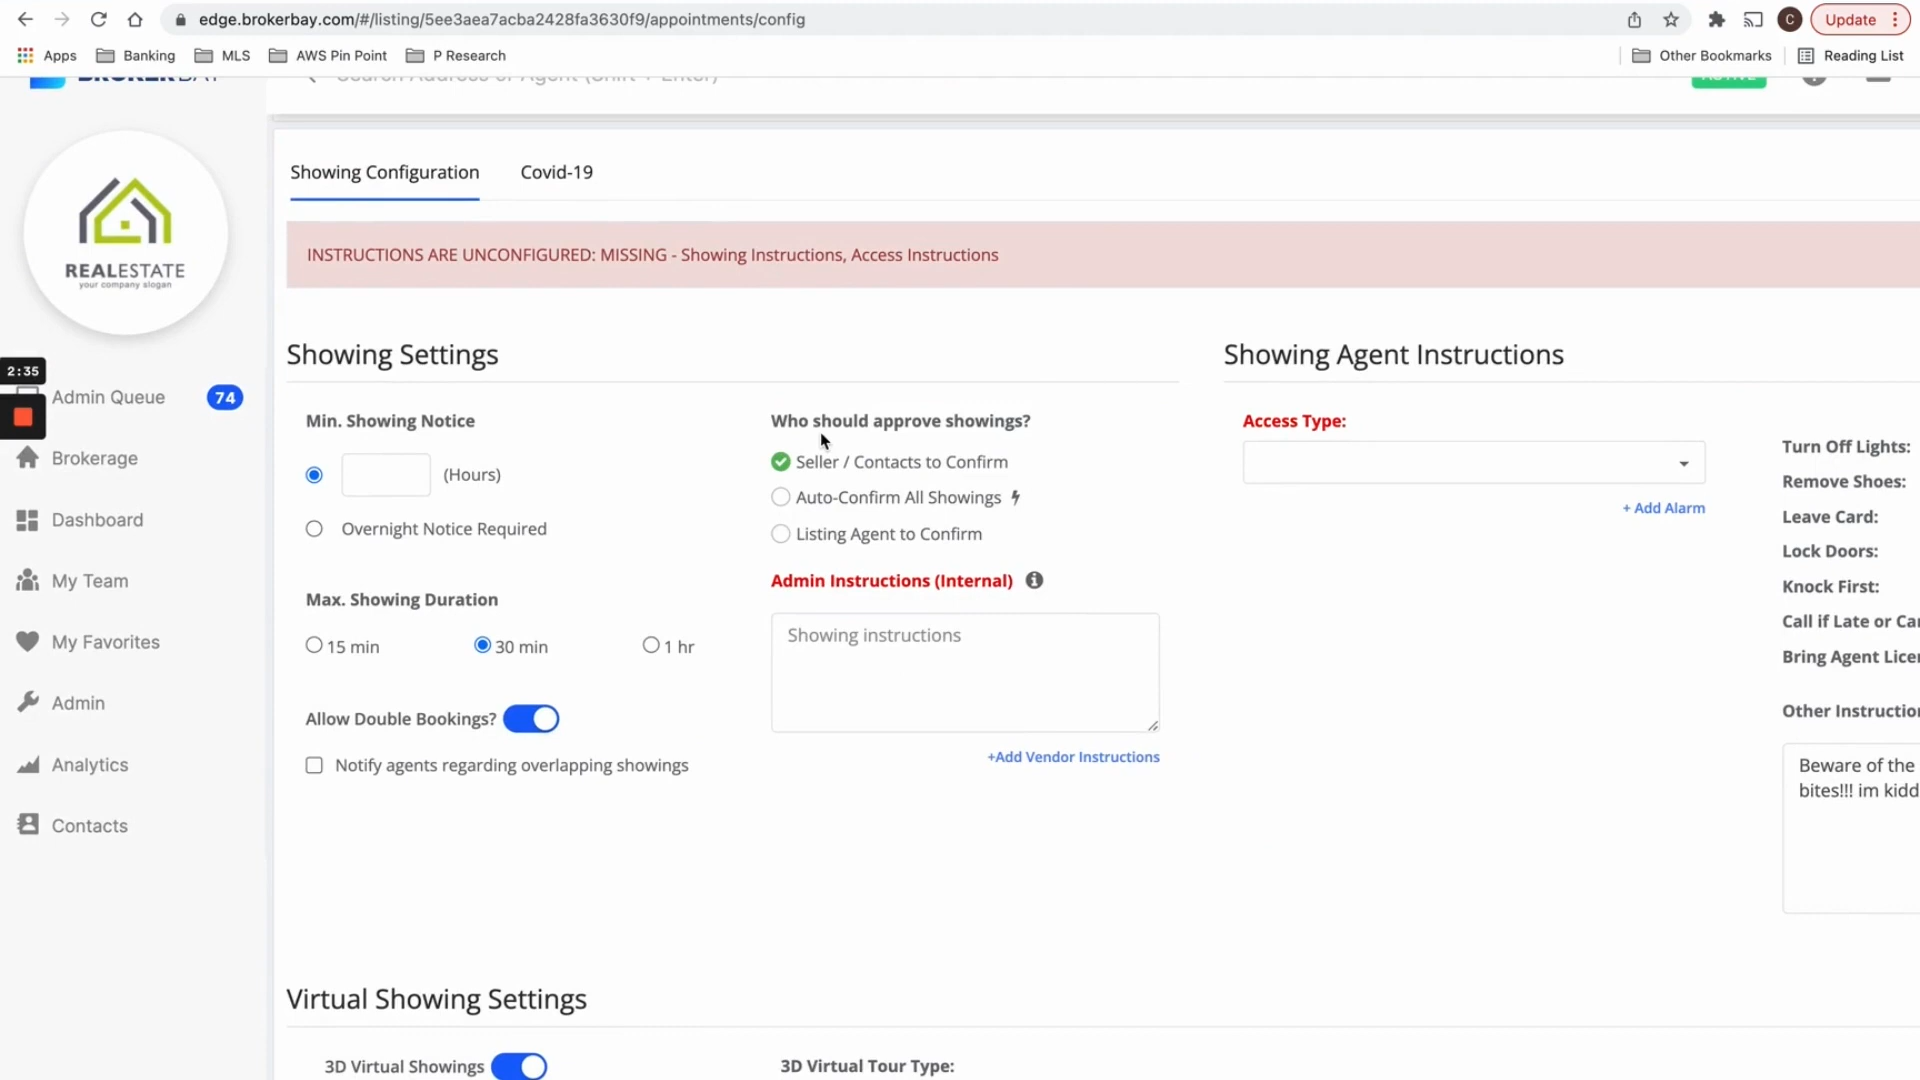 edge.brokerbay.com/#/listing/5ee3aea7acba2428fa3630f9/appointments/config
C
Update
Apps
Banking
MLS
AWS Pin Point
P Research
Other Bookmarks
Reading List
Search Address or Agent (Shift + Enter)
Showing Configuration
Covid-19
INSTRUCTIONS ARE UNCONFIGURED: MISSING - Showing Instructions, Access Instructions
REALESTATE
your company slogan
2:35
Admin Queue
74
Brokerage
Dashboard
My Team
My Favorites
Admin
Analytics
Contacts
Showing Settings
Min. Showing Notice
(Hours)
Overnight Notice Required
Max. Showing Duration
15 min
30 min
1 hr
Allow Double Bookings?
Notify agents regarding overlapping showings
Who should approve showings?
Seller / Contacts to Confirm
Auto-Confirm All Showings
Listing Agent to Confirm
Admin Instructions (Internal)
Showing instructions
+Add Vendor Instructions
Showing Agent Instructions
Access Type:
+ Add Alarm
Turn Off Lights:
Remove Shoes:
Leave Card:
Lock Doors:
Knock First:
Call if Late or Ca
Bring Agent Lice
Other Instructio
Beware of the
bites!!! im kidd
Virtual Showing Settings
3D Virtual Showings
3D Virtual Tour Type: